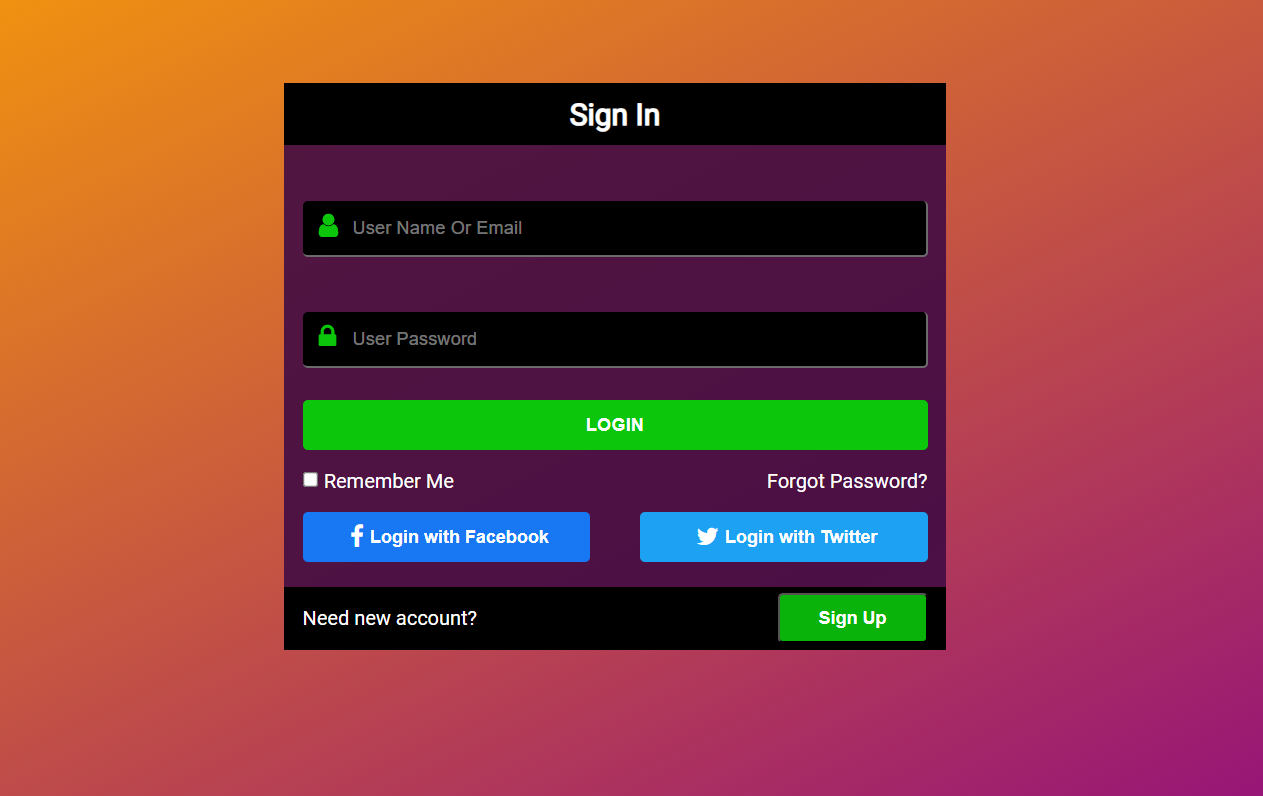 Sign In
User Name Or Email
User Password
LOGIN
Remember Me
Forgot Password?
Login with Facebook
Login with Twitter
Need new account?
Sign Up